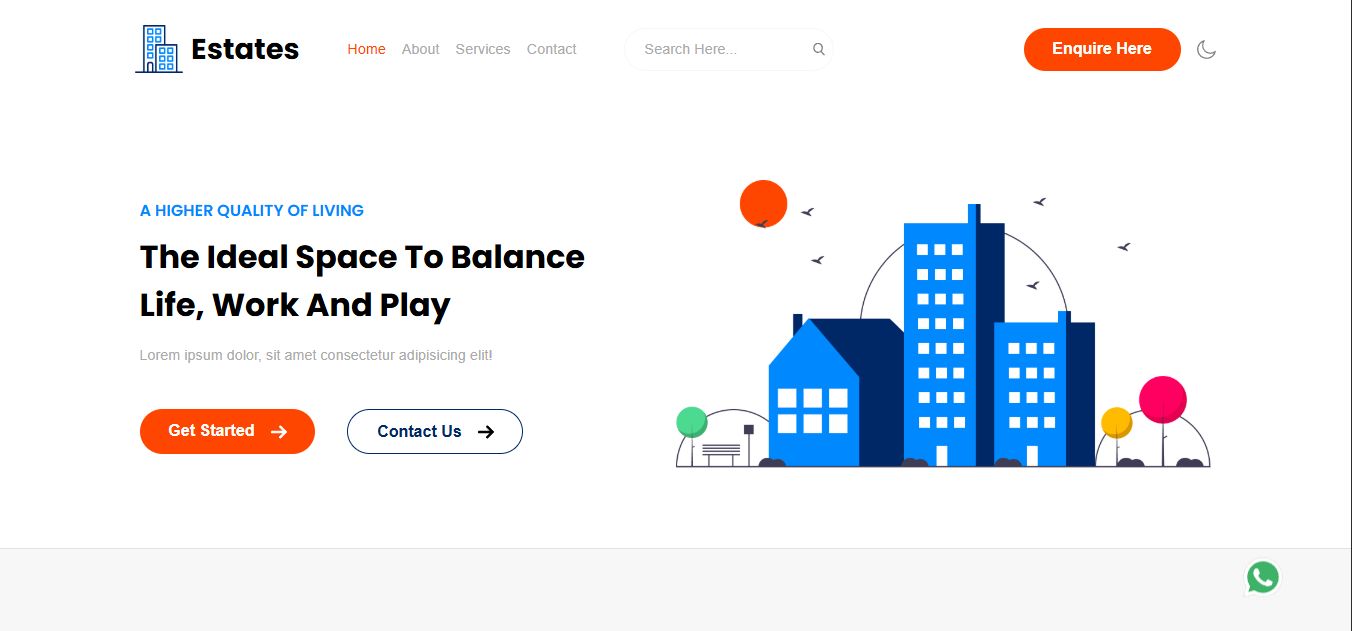 Estates
Home About Services Contact
Search Here...
Enquire Here
A HIGHER QUALITY OF LIVING
The Ideal Space To Balance
Life, Work And Play
Lorem ipsum dolor, sit amet consectetur adipisicing elit!
Get Started
Contact Us